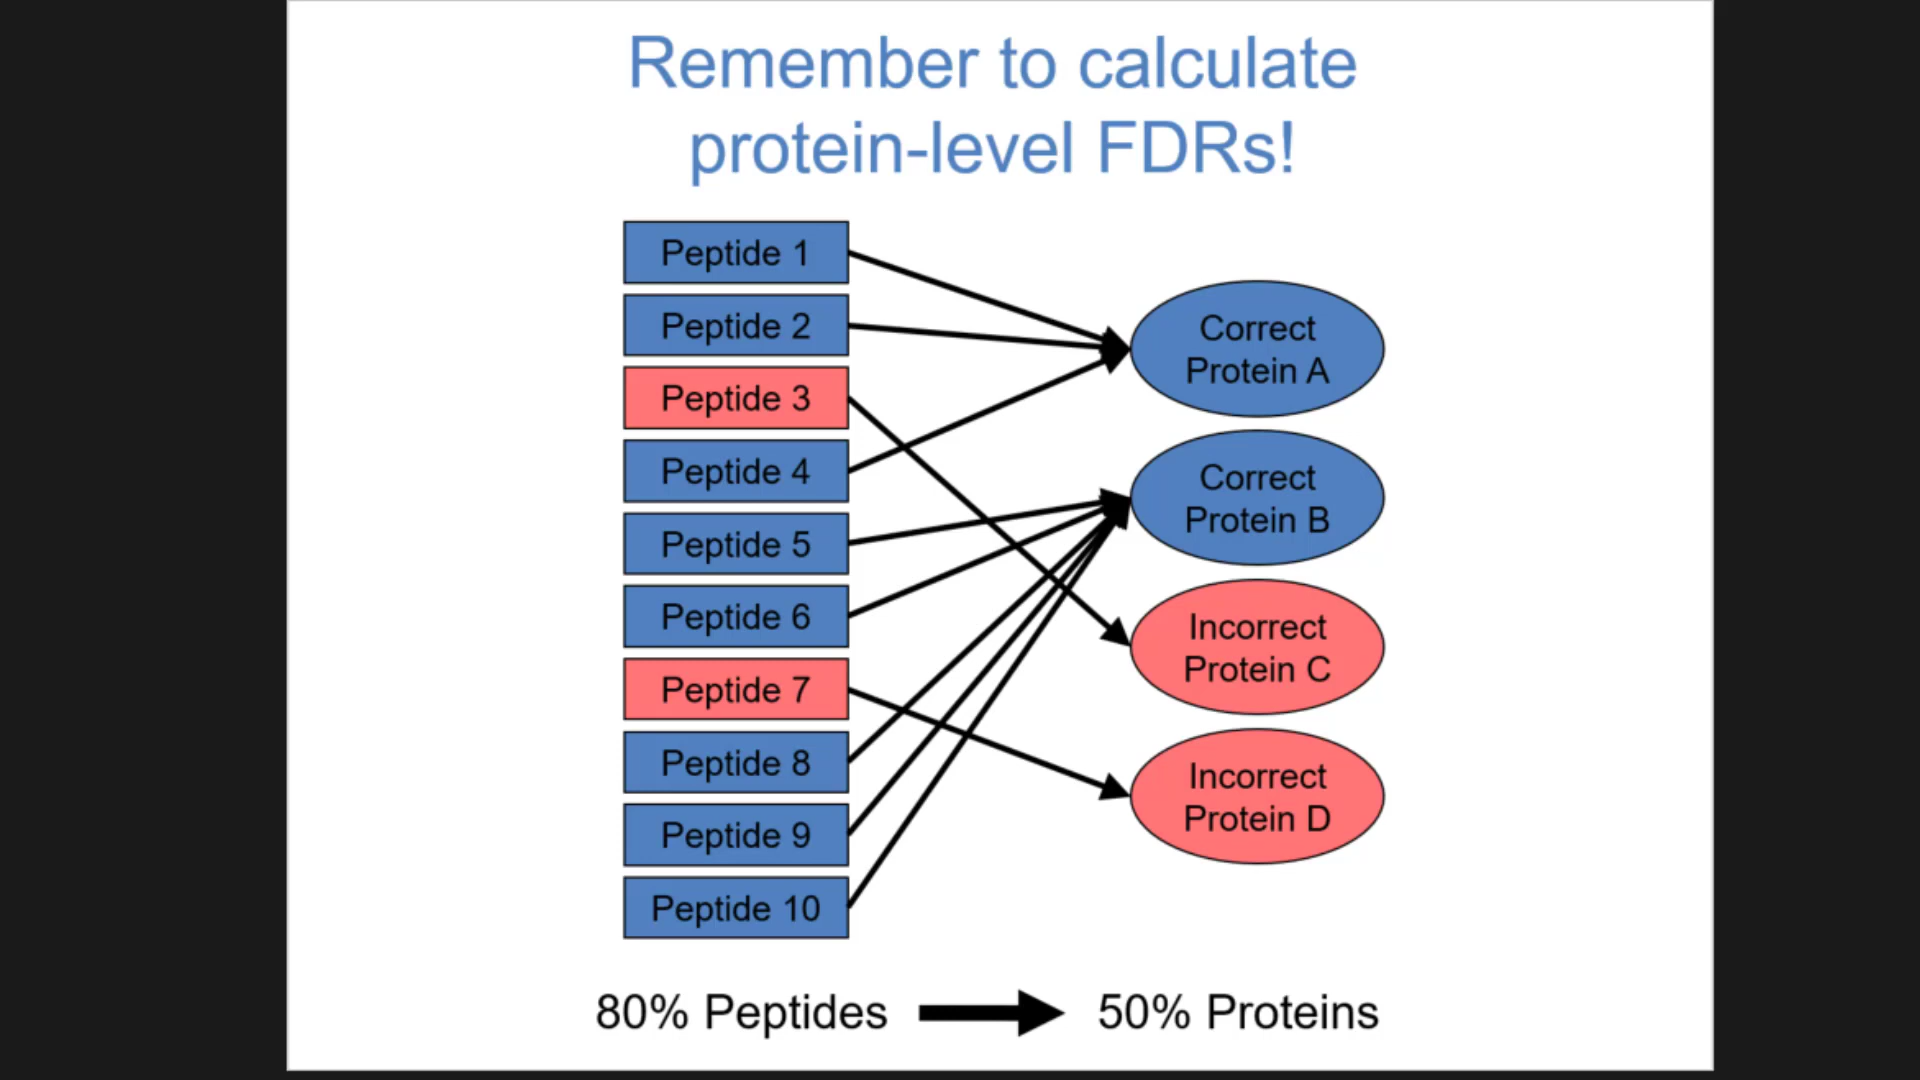 Remember to calculate
protein-level FDRs!
Peptide 1
Peptide 2
Peptide 3
Peptide 4
Peptide 5
Peptide 6
Peptide 7
Peptide 8
Peptide 9
Peptide 10
Correct
Protein A
Correct
Protein B
Incorrect
Protein C
Incorrect
Protein D
80% Peptides
50% Proteins